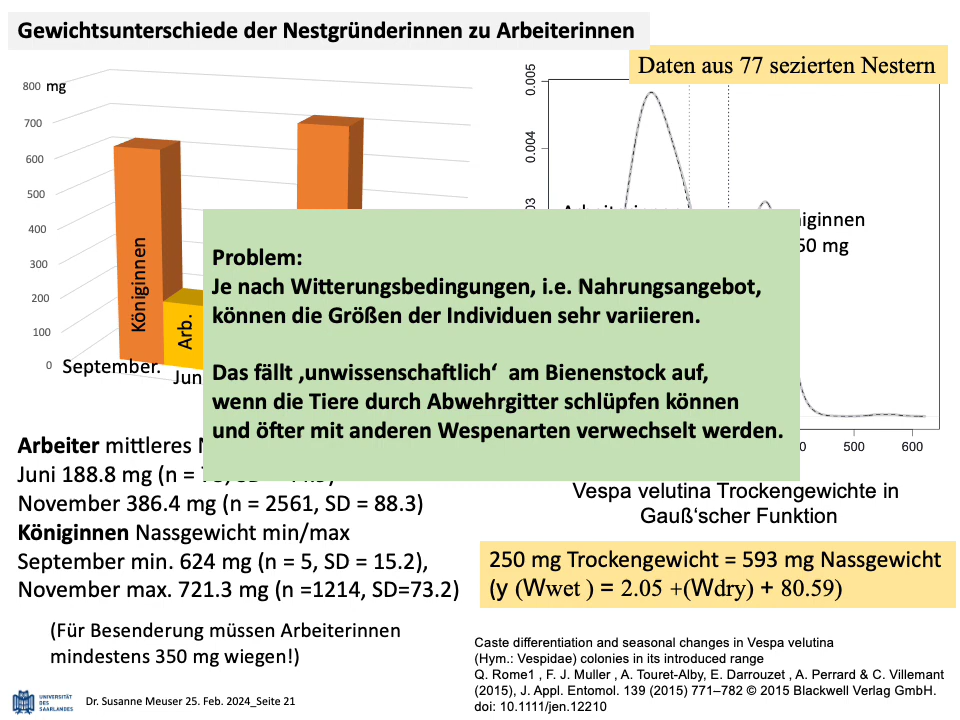 Gewichtsunterschiede der Nestgründerinnen zu Arbeiterinnen
Daten aus 77 sezierten Nestern
800 mg
700
600
500
400
300
200
100
0
Königinnen
Arb.
September.
Jun
0.005
0.004
03
iginnen
50 mg
0 500 600
Problem:
Je nach Witterungsbedingungen, i.e. Nahrungsangebot,
können die Größen der Individuen sehr variieren.
Das fällt ‚unwissenschaftlich‘ am Bienenstock auf,
wenn die Tiere durch Abwehrgitter schlüpfen können
und öfter mit anderen Wespenarten verwechselt werden.
Arbeiter mittleres
Juni 188.8 mg (n =
November 386.4 mg (n = 2561, SD = 88.3)
Königinnen Nassgewicht min/max
September min. 624 mg (n = 5, SD = 15.2),
November max. 721.3 mg (n =1214, SD=73.2)
(Für Besenderung müssen Arbeiterinnen
mindestens 350 mg wiegen!)
Vespa velutina Trockengewichte in
Gauß‘scher Funktion
250 mg Trockengewicht = 593 mg Nassgewicht
(y (Wwet ) = 2.05 +(Wdry) + 80.59)
Caste differentiation and seasonal changes in Vespa velutina
(Hym.: Vespidae) colonies in its introduced range
Q. Rome1 , F. J. Muller , A. Touret-Alby, E. Darrouzet , A. Perrard & C. Villemant
(2015), J. Appl. Entomol. 139 (2015) 771–782 © 2015 Blackwell Verlag GmbH.
doi: 10.1111/jen.12210
UNIVERSITÄT
DES
SAARLANDES
Dr. Susanne Meuser 25. Feb. 2024_Seite 21